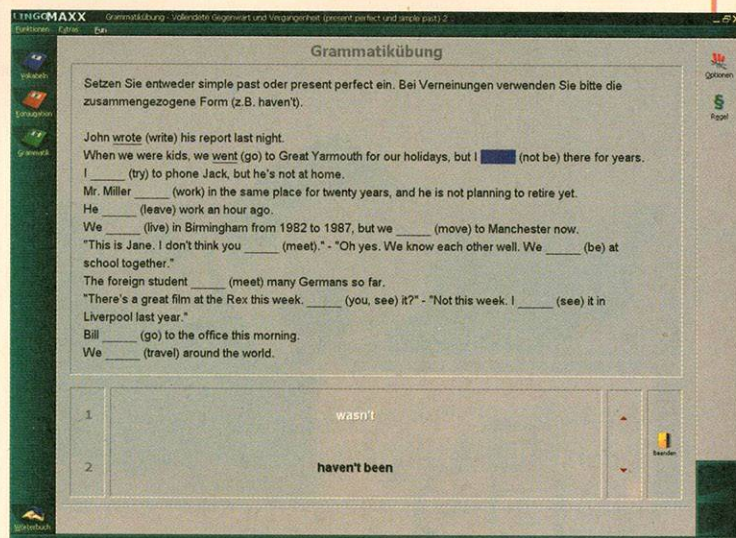 LINGOMAXX Grammatikübung - Vollendete Gegenwart und Vergangenheit (present perfect und simple past) 2
Funktionen Extras Fun
Grammatikübung
Vokabeln
Konjugation
Grammatik
Optionen
Regel
Setzen Sie entweder simple past oder present perfect ein. Bei Verneinungen verwenden Sie bitte die
zusammengezogene Form (z.B. haven't).
John wrote (write) his report last night.
When we were kids, we went (go) to Great Yarmouth for our holidays, but I (not be) there for years.
I _____ (try) to phone Jack, but he's not at home.
Mr. Miller _____ (work) in the same place for twenty years, and he is not planning to retire yet.
He _____ (leave) work an hour ago.
We _____ (live) in Birmingham from 1982 to 1987, but we _____ (move) to Manchester now.
"This is Jane. I don't think you _____ (meet)." - "Oh yes. We know each other well. We _____ (be) at
school together."
The foreign student _____ (meet) many Germans so far.
"There's a great film at the Rex this week. _____ (you, see) it?" - "Not this week. I _____ (see) it in
Liverpool last year."
Bill _____ (go) to the office this morning.
We _____ (travel) around the world.
1 wasn't
2 haven't been
Beenden
Wörterbuch